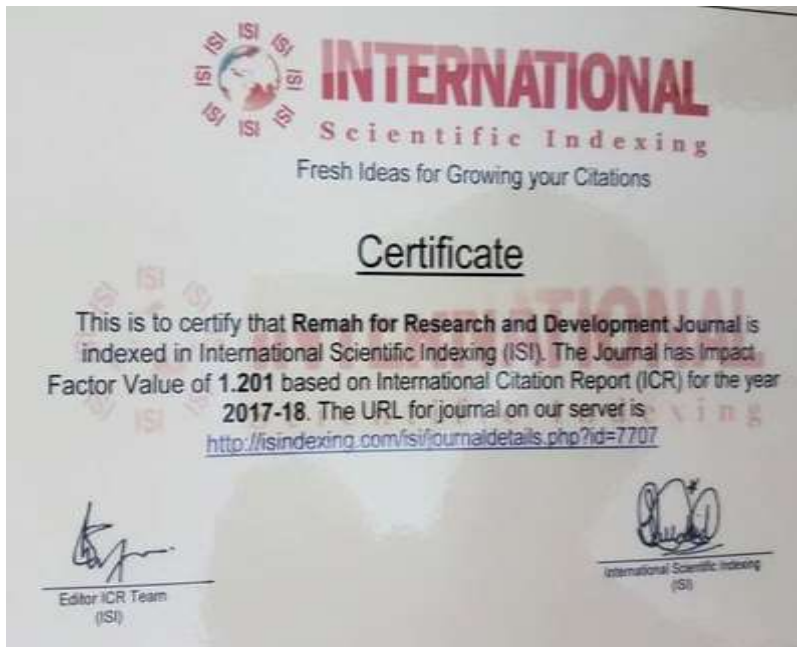 ISI ISI ISI ISI ISI ISI ISI ISI
INTERNATIONAL
Scientific Indexing
Fresh Ideas for Growing your Citations
Certificate
This is to certify that Remah for Research and Development Journal is
indexed in International Scientific Indexing (ISI). The Journal has Impact
Factor Value of 1.201 based on International Citation Report (ICR) for the year
2017-18. The URL for journal on our server is
http://isindexing.com/isi/journaldetails.php?id=7707
Editor ICR Team
(ISI)
International Scientific Indexing
(ISI)